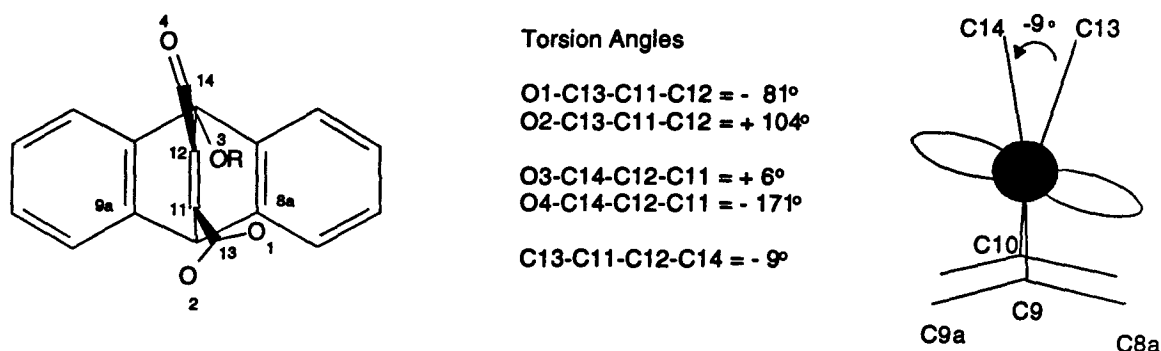 4
O
14
3
OR
12
9a
11
8a
O
1
13
O
2
Torsion Angles
O1-C13-C11-C12 = - 81º
O2-C13-C11-C12 = + 104º
O3-C14-C12-C11 = + 6º
O4-C14-C12-C11 = - 171º
C13-C11-C12-C14 = - 9º
C14 -9º C13
C10
C9
C9a
C8a